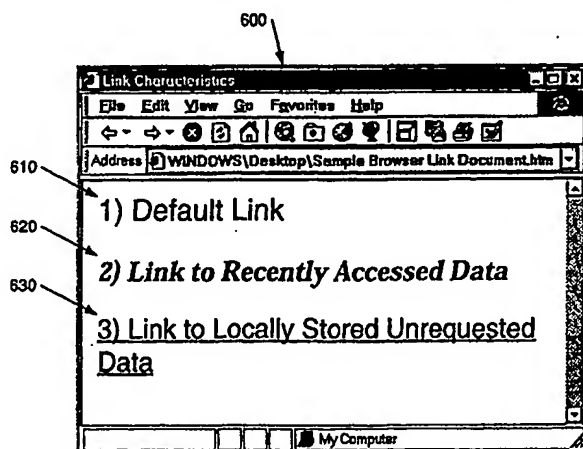 600
Link Characteristics
File Edit View Go Favorites Help
Address WINDOWS\Desktop\Sample Browser Link Document.htm
610
1) Default Link
620
2) Link to Recently Accessed Data
630
3) Link to Locally Stored Unrequested
Data
My Computer